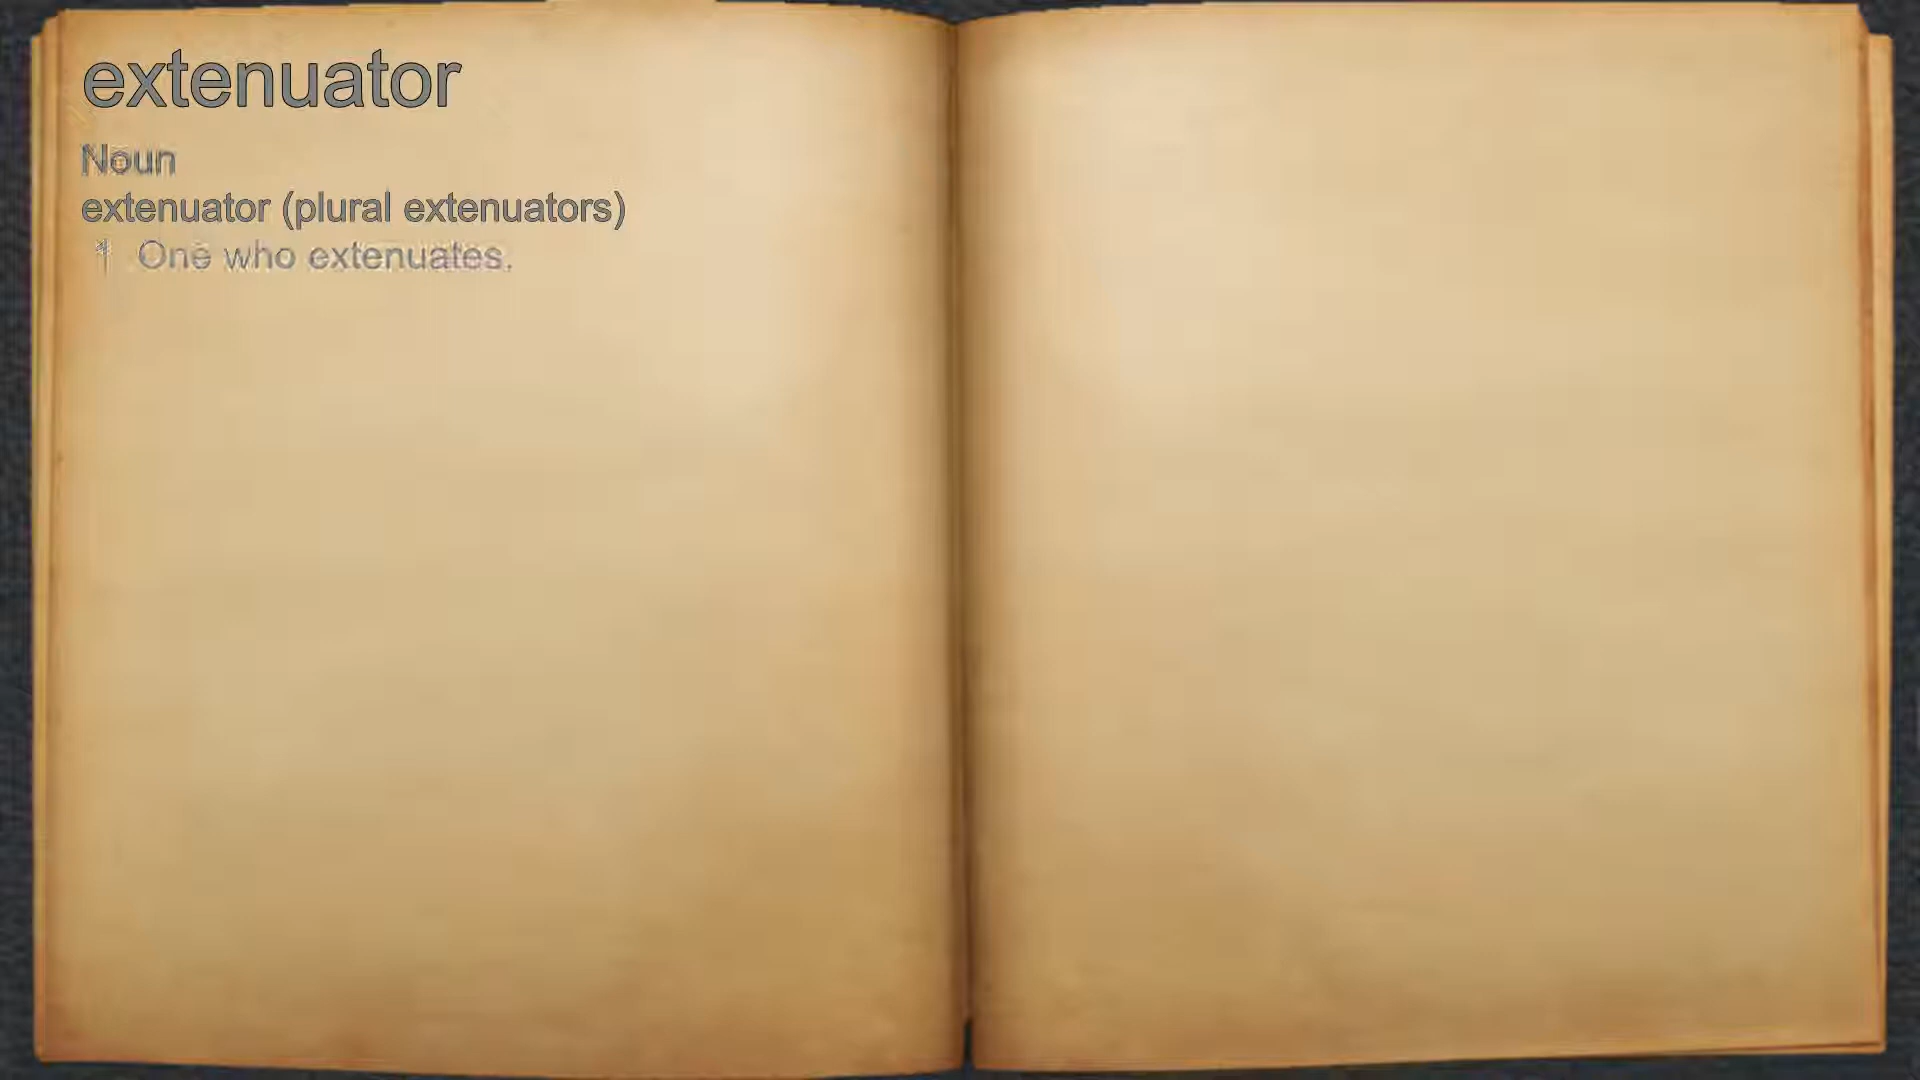 extenuator
Noun
extenuator (plural extenuators)
1 One who extenuates.